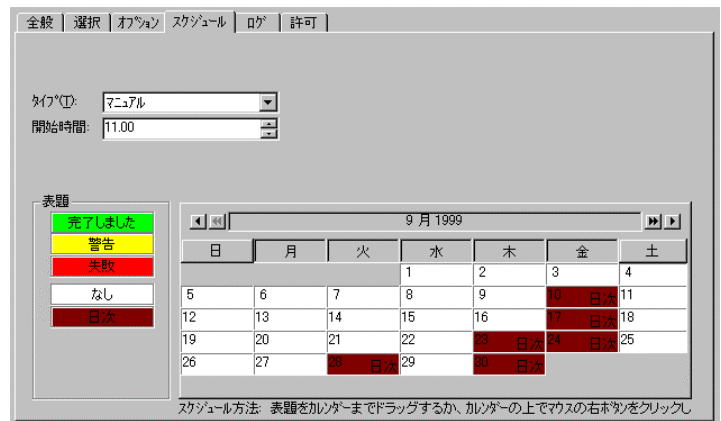 全般 選択 ｵﾌﾟｼｮﾝ ｽｹｼﾞｭｰﾙ ﾛｸﾞ 許可
ﾀｲﾌﾟ(T): ﾏﾆｭｱﾙ
開始時間: 11.00
表題
完了しました
警告
失敗
なし
日次
9 月 1999
日 月 火 水 木 金 土
1 2 3 4
5 6 7 8 9 10 日次 11
12 13 14 15 16 17 日次 18
19 20 21 22 23 日次 24 日次 25
26 27 28 日次 29 30 日次
ｽｹｼﾞｭｰﾙ方法: 表題をｶﾚﾝﾀﾞｰまでﾄﾞﾗｯｸﾞするか、ｶﾚﾝﾀﾞｰの上でﾏｳｽの右ﾎﾞﾀﾝをｸﾘｯｸし